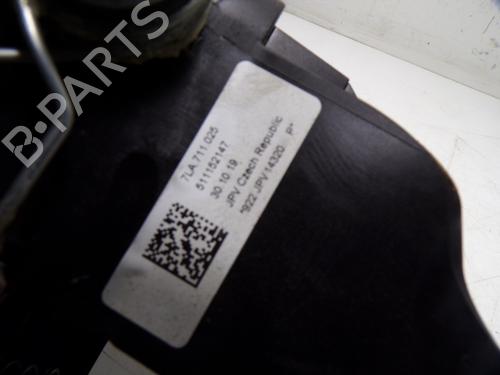 7LA.711.025
511152147
30.10.19
JPV Czech Republic
*922 JPV14320 P*
B-PARTS